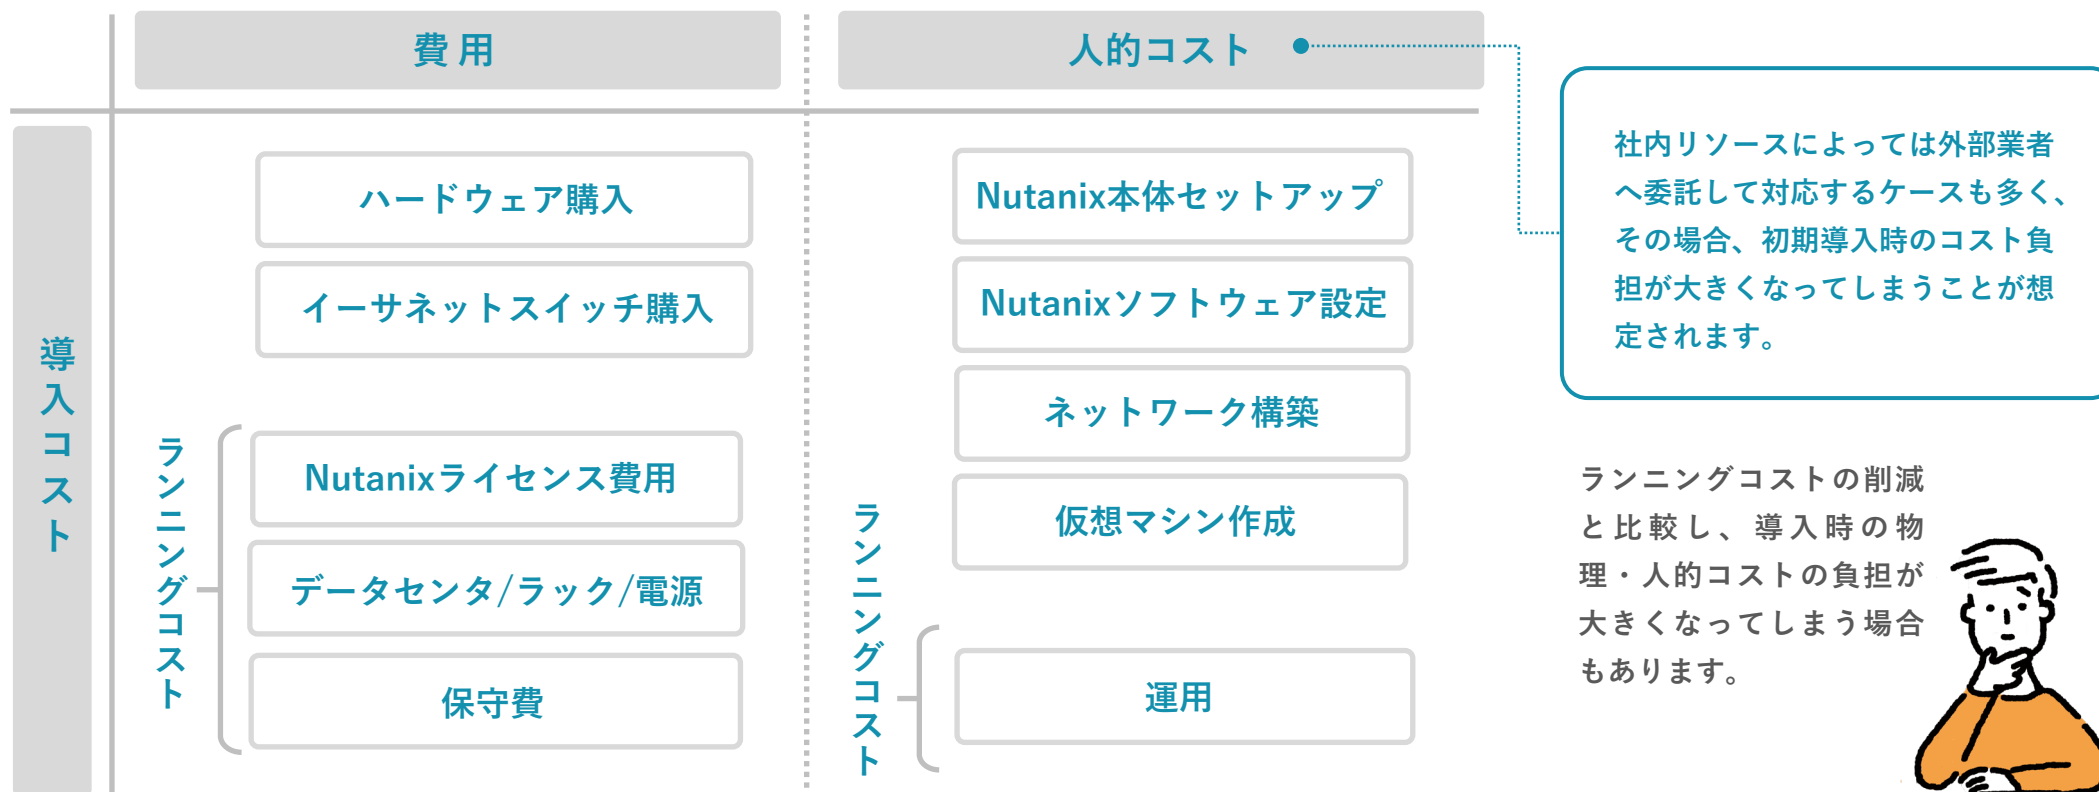 費用
人的コスト
導入コスト
ハードウェア購入
イーサネットスイッチ購入
ランニングコスト
Nutanixライセンス費用
データセンタ/ラック/電源
保守費
Nutanix本体セットアップ
Nutanixソフトウェア設定
ネットワーク構築
仮想マシン作成
ランニングコスト
運用
社内リソースによっては外部業者
へ委託して対応するケースも多く、
その場合、初期導入時のコスト負
担が大きくなってしまうことが想
定されます。
ランニングコストの削減
と比較し、導入時の物
理・人的コストの負担が
大きくなってしまう場合
もあります。